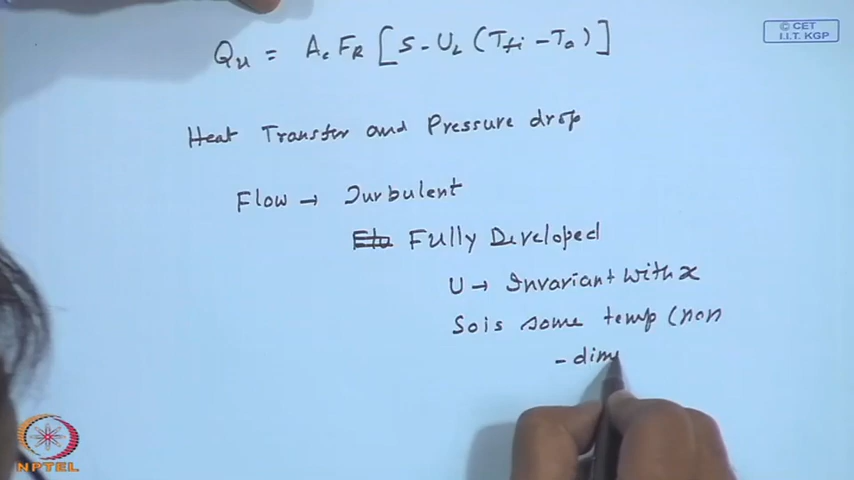 © CET
I.I.T. KGP
Qu = Ac FR [S - UL (Tfi - Ta)]
Heat Transfer and Pressure drop
Flow → Turbulent
Fully Developed
U → Invariant with x
So is some temp (non
- dim
NPTEL